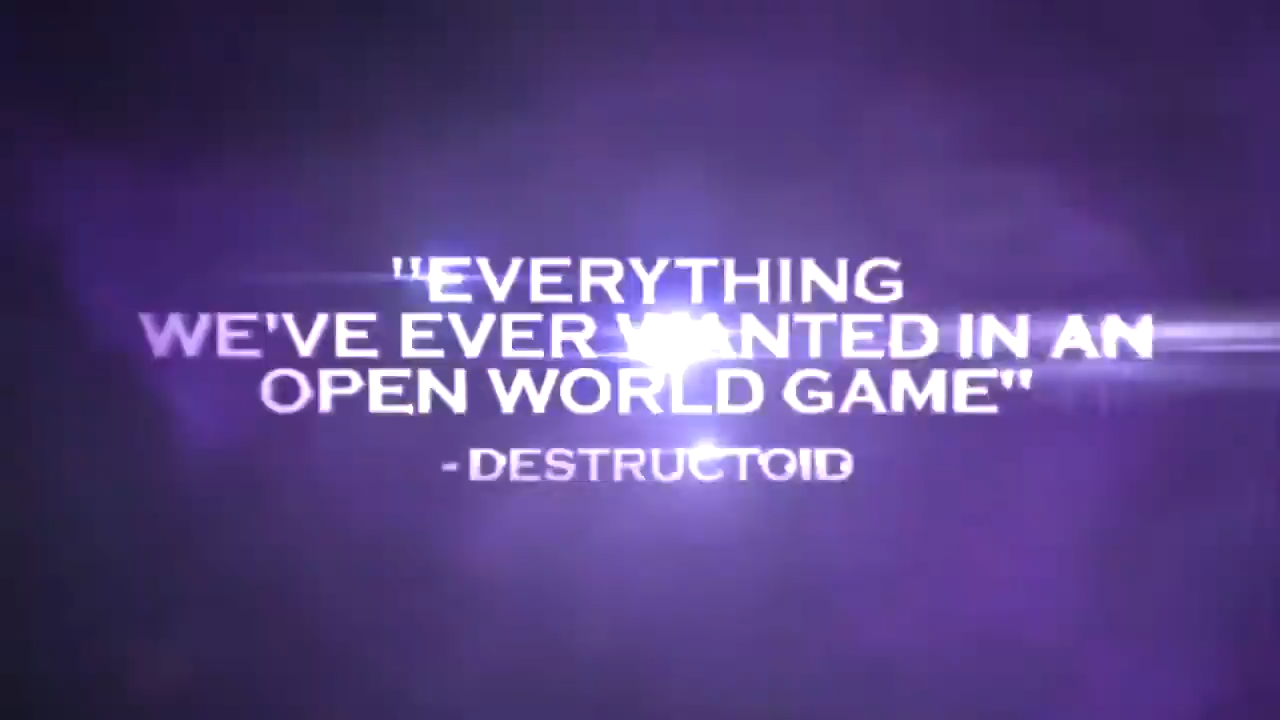 "EVERYTHING
WE'VE EVER WANTED IN AN
OPEN WORLD GAME"
- DESTRUCTOID